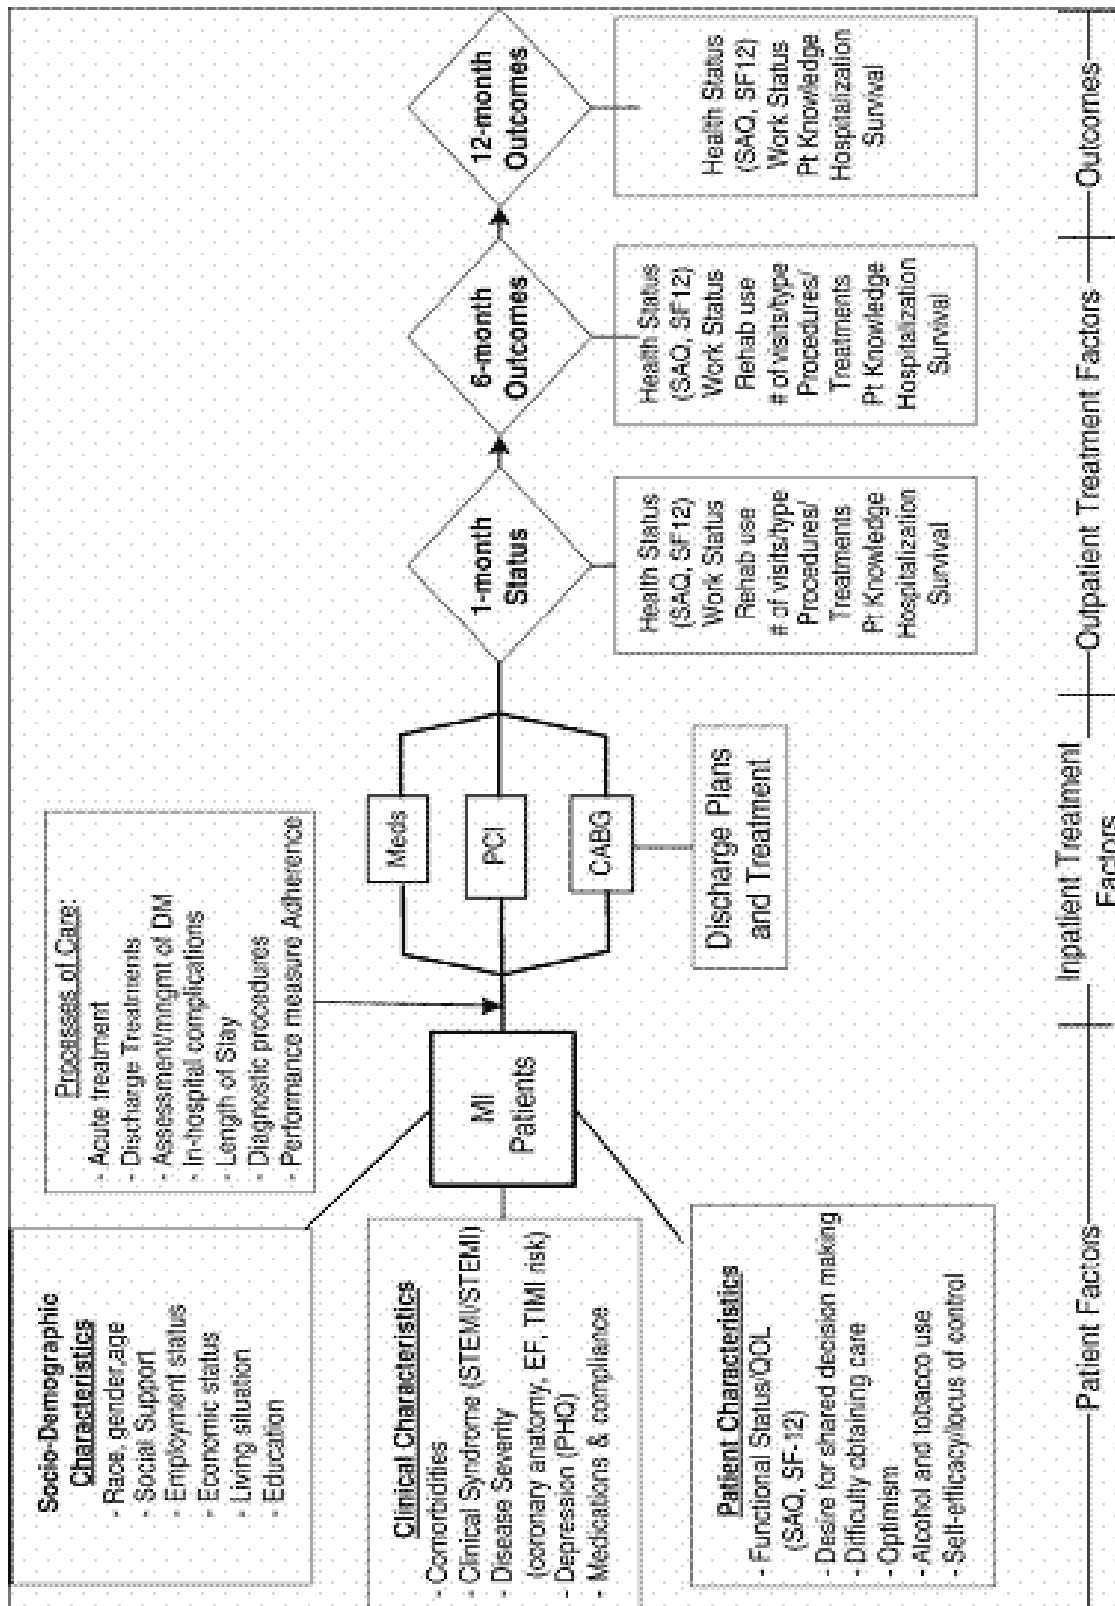 Socio-Demographic
Characteristics
- Race, gender, age
- Social Support
- Employment status
- Economic status
- Living situation
- Education
Clinical Characteristics
- Comorbidities
- Clinical Syndrome (STEMI/STEMI)
- Disease Severity
(coronary anatomy, EF, TIMI risk)
- Depression (PHQ)
- Medications & compliance
Patient Characteristics
- Functional Status/QOL
(SAQ, SF-12)
- Desire for shared decision making
- Difficulty obtaining care
- Optimism
- Alcohol and tobacco use
- Self-efficacy/locus of control
Processes of Care:
- Acute treatment
- Discharge Treatments
- Assessment/mngmt of DM
- In-hospital complications
- Length of Stay
- Diagnostic procedures
- Performance measure Adherence
MI
Patients
Meds
PCI
CABG
Discharge Plans
and Treatment
1-month
Status
Health Status
(SAQ, SF12)
Work Status
Rehab use
# of visits/type
Procedures/
Treatments
Pt Knowledge
Hospitalization
Survival
6-month
Outcomes
Health Status
(SAQ, SF12)
Work Status
Rehab use
# of visits/type
Procedures/
Treatments
Pt Knowledge
Hospitalization
Survival
12-month
Outcomes
Health Status
(SAQ, SF12)
Work Status
Pt Knowledge
Hospitalization
Survival
Patient Factors
Inpatient Treatment
Factors
Outpatient Treatment Factors
Outcomes